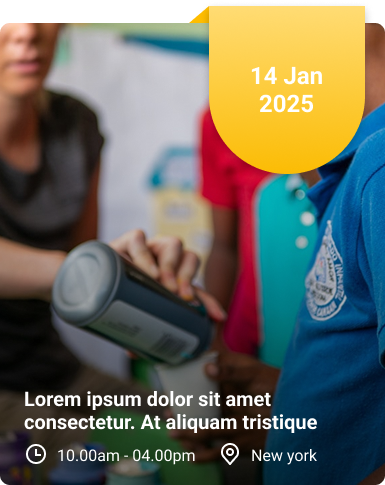 14 Jan
2025
Lorem ipsum dolor sit amet
consectetur. At aliquam tristique
10.00am - 04.00pm
New york